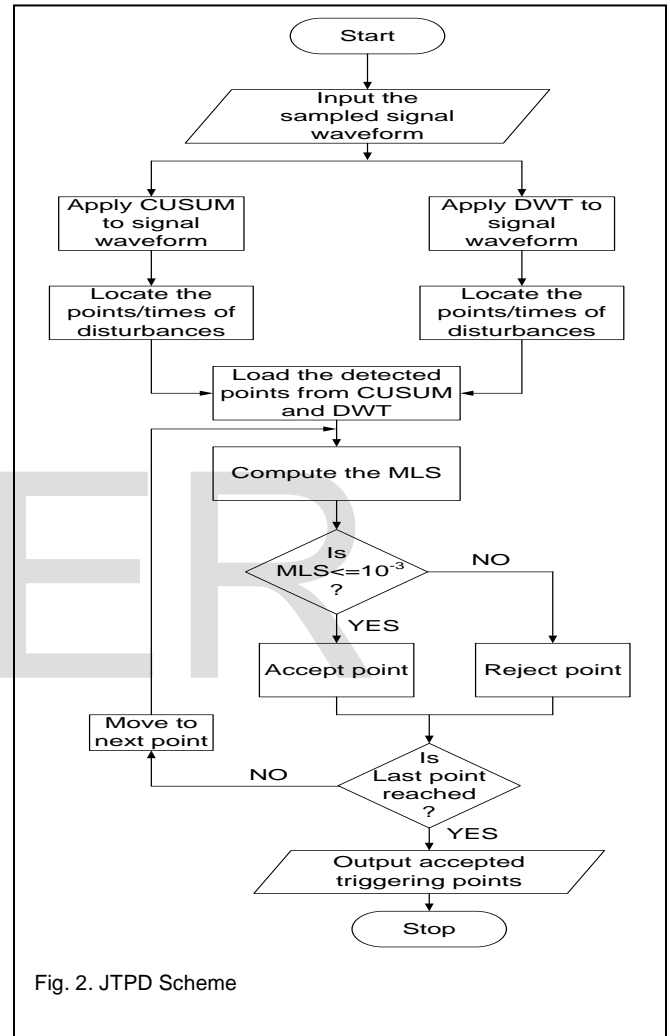 Start
Input the
sampled signal
waveform
Apply CUSUM
to signal
waveform
Apply DWT to
signal
waveform
Locate the
points/times of
disturbances
Locate the
points/times of
disturbances
Load the detected
points from CUSUM
and DWT
Compute the MLS
Is
MLS<=10⁻³
?
NO
YES
Accept point
Reject point
Move to
next point
Is
Last point
reached
?
NO
YES
Output accepted
triggering points
Stop
Fig. 2. JTPD Scheme
ER